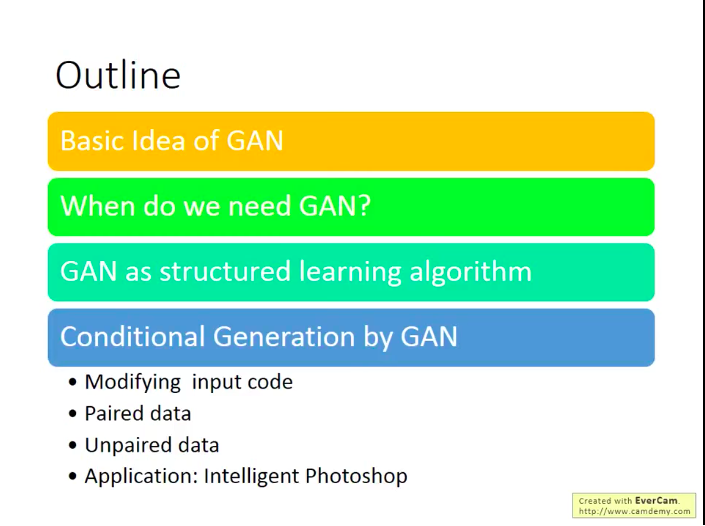 Outline
Basic Idea of GAN
When do we need GAN?
GAN as structured learning algorithm
Conditional Generation by GAN
• Modifying input code
• Paired data
• Unpaired data
• Application: Intelligent Photoshop
Created with EverCam.
http://www.camdemy.com